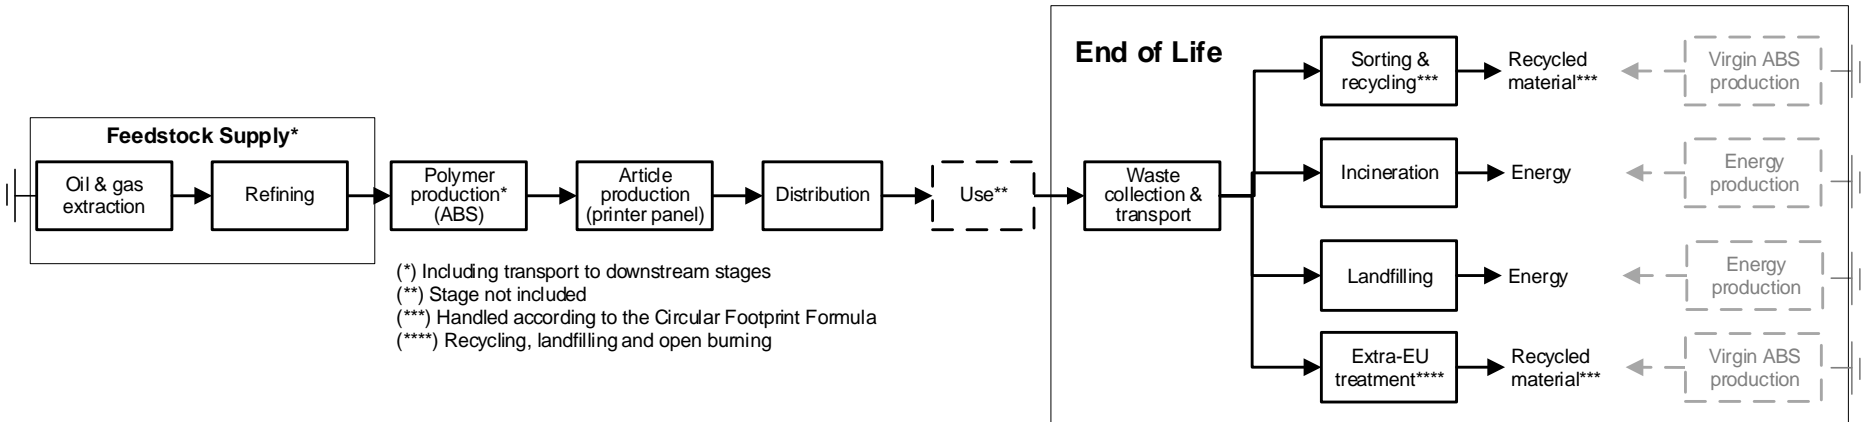 End of Life
Sorting &
recycling***
Recycled
material***
Virgin ABS
production
Feedstock Supply*
Oil & gas
extraction
Refining
Polymer
production*
(ABS)
Article
production
(printer panel)
Distribution
Use**
Waste
collection &
transport
Incineration
Energy
Energy
production
Landfilling
Energy
Energy
production
Extra-EU
treatment****
Recycled
material***
Virgin ABS
production
(*) Including transport to downstream stages
(**) Stage not included
(***) Handled according to the Circular Footprint Formula
(****) Recycling, landfilling and open burning